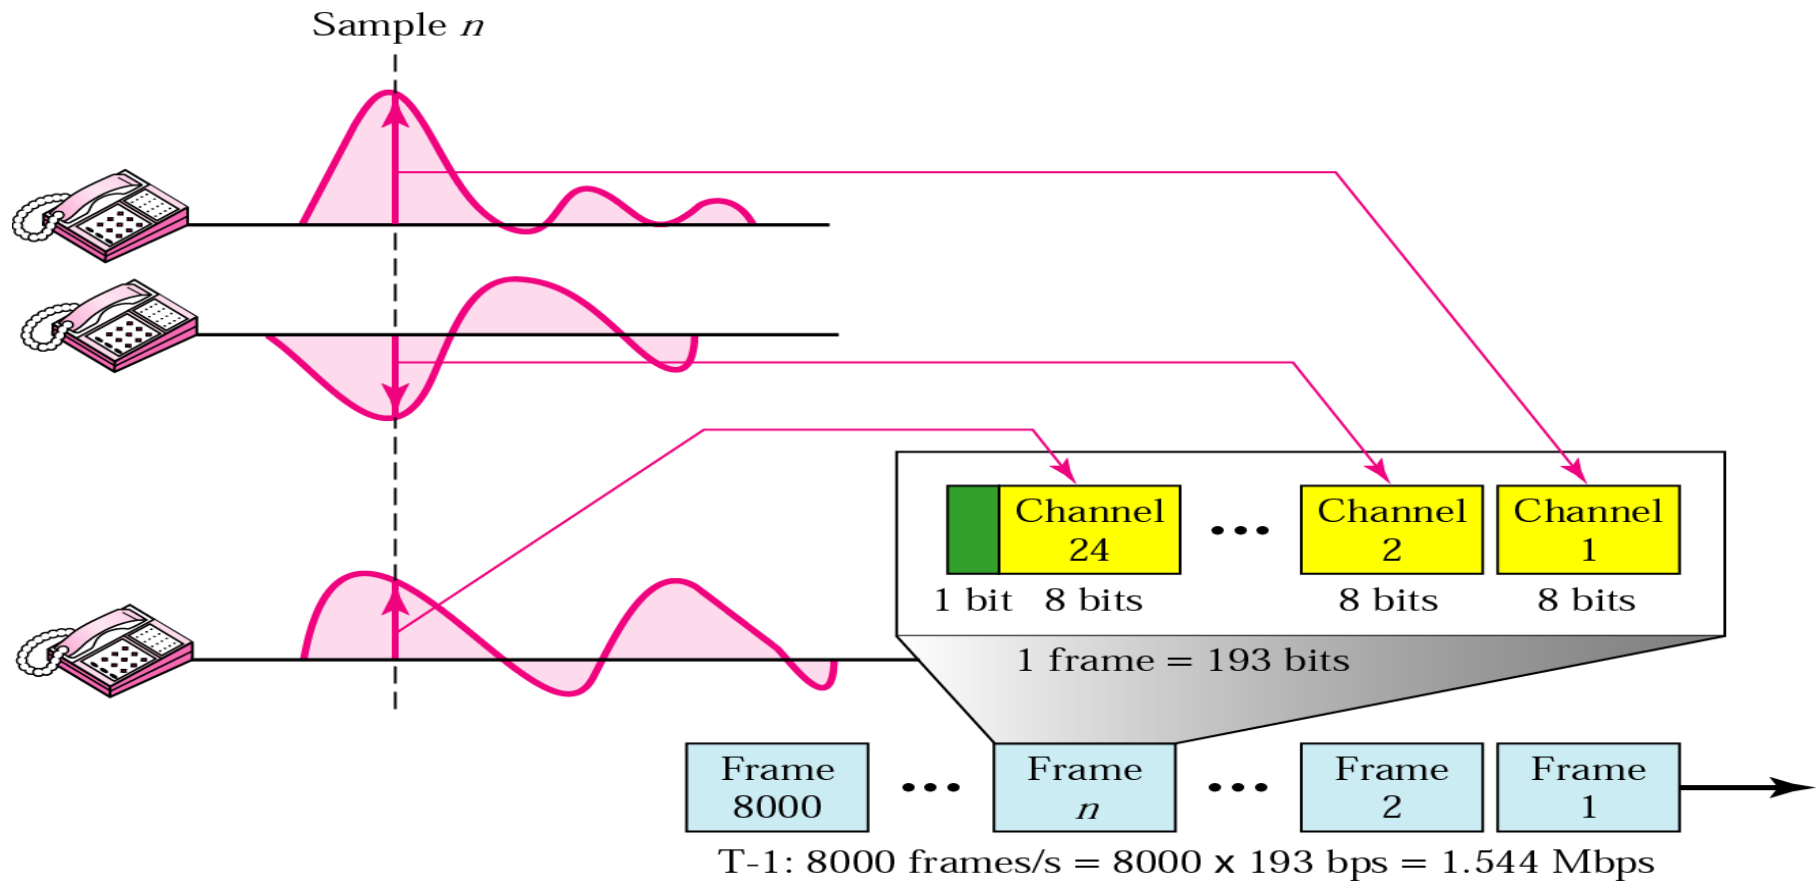 Sample n
Channel 24
Channel 2
Channel 1
1 bit 8 bits 8 bits 8 bits
1 frame = 193 bits
Frame 8000
Frame n
Frame 2
Frame 1
T-1: 8000 frames/s = 8000 x 193 bps = 1.544 Mbps